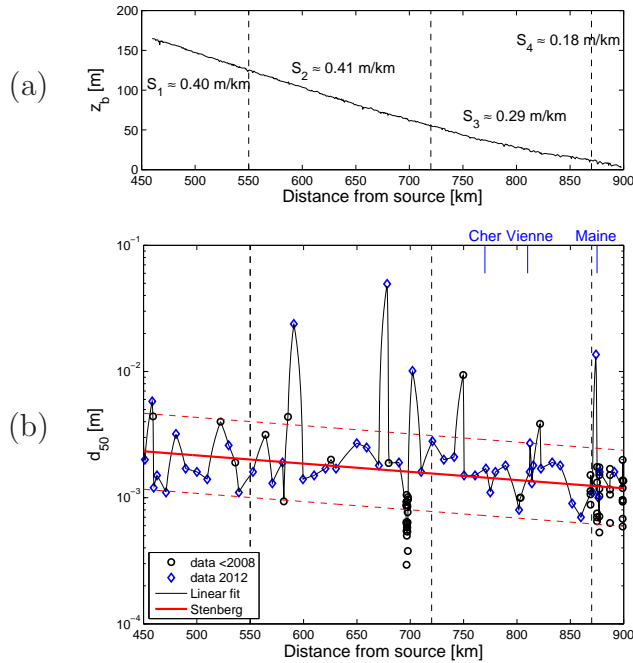 (a)
200
150
100
50
0
z_b [m]
S_1 ≈ 0.40 m/km
S_2 ≈ 0.41 m/km
S_3 ≈ 0.29 m/km
S_4 ≈ 0.18 m/km
450 500 550 600 650 700 750 800 850 900
Distance from source [km]
(b)
Cher Vienne Maine
10^−1
10^−2
10^−3
10^−4
d_50 [m]
data <2008
data 2012
Linear fit
Stenberg
450 500 550 600 650 700 750 800 850 900
Distance from source [km]